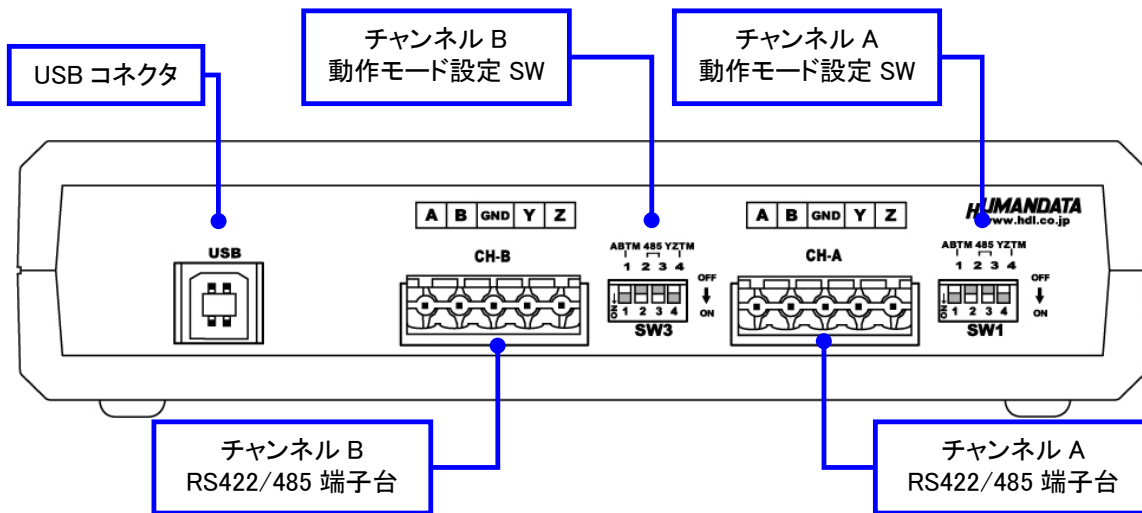 チャンネル B
動作モード設定 SW
チャンネル A
動作モード設定 SW
USB コネクタ
A B GND Y Z
A B GND Y Z
HUMANDATA
www.hdl.co.jp
USB
CH-B
ABTM 485 YZTM
1 2 3 4
OFF
ON
ON
1 2 3 4
SW3
CH-A
ABTM 485 YZTM
1 2 3 4
OFF
ON
ON
1 2 3 4
SW1
チャンネル B
RS422/485 端子台
チャンネル A
RS422/485 端子台